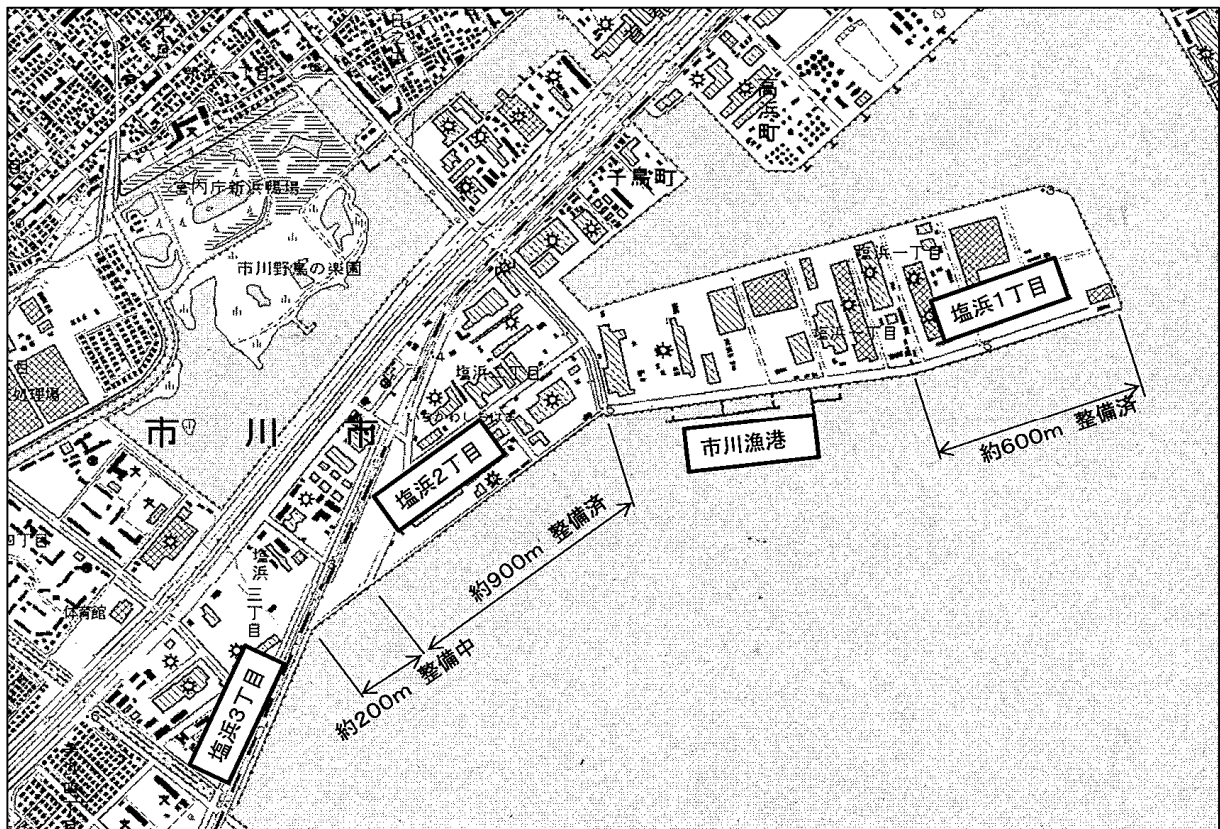 高浜町
千鳥町
宮内庁新浜鴨場
市川野鳥の楽園
塩浜一丁目
塩浜一丁目
塩浜1丁目
市川漁港
約600m 整備済
市川市
処理場
塩浜2丁目
約900m 整備済
約200m 整備中
塩浜三丁目
体育館
塩浜3丁目